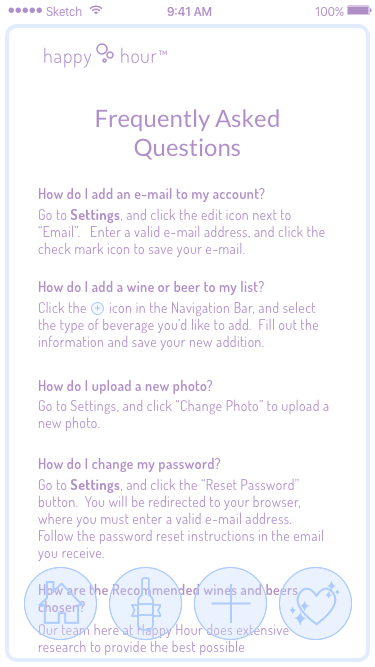 Sketch 9:41 AM 100%
happy hour™
Frequently Asked
Questions
How do I add an e-mail to my account?
Go to Settings, and click the edit icon next to
“Email”. Enter a valid e-mail address, and click the
check mark icon to save your e-mail.
How do I add a wine or beer to my list?
Click the icon in the Navigation Bar, and select
the type of beverage you'd like to add. Fill out the
information and save your new addition.
How do I upload a new photo?
Go to Settings, and click “Change Photo” to upload a
new photo.
How do I change my password?
Go to Settings, and click the “Reset Password”
button. You will be redirected to your browser,
where you must enter a valid e-mail address.
Follow the password reset instructions in the email
you receive.
How are the Recommended wines and beers
chosen?
Our team here at Happy Hour does extensive
research to provide the best possible